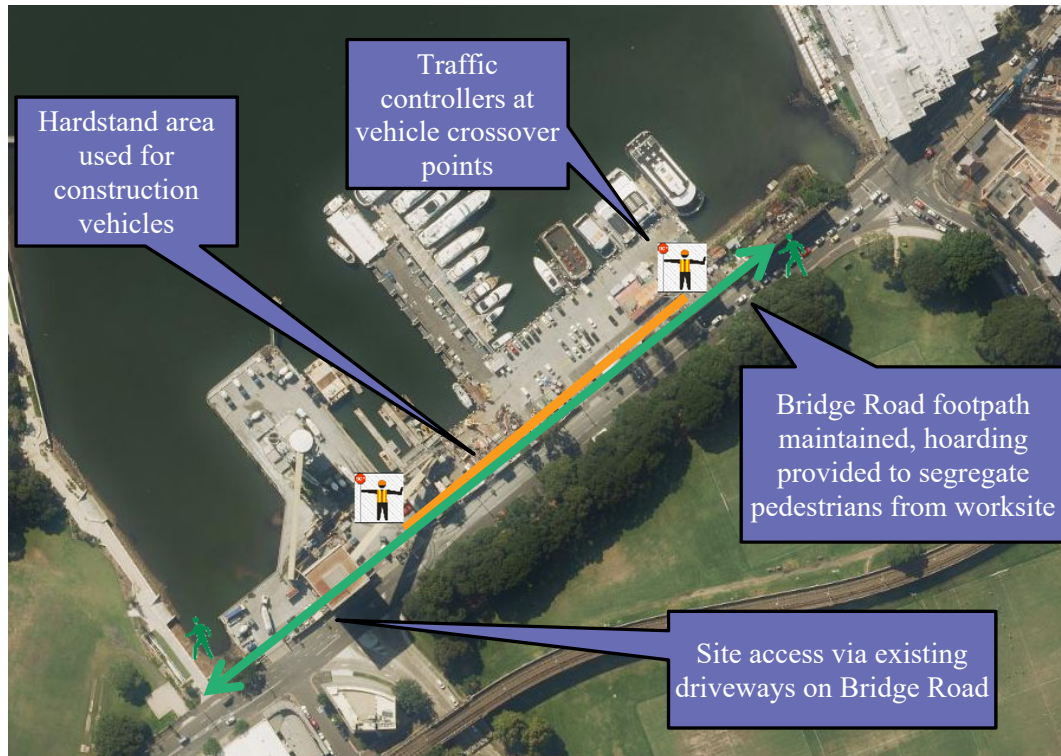 Traffic
controllers at
vehicle crossover
points
Hardstand area
used for
construction
vehicles
Bridge Road footpath
maintained, hoarding
provided to segregate
pedestrians from worksite
Site access via existing
driveways on Bridge Road